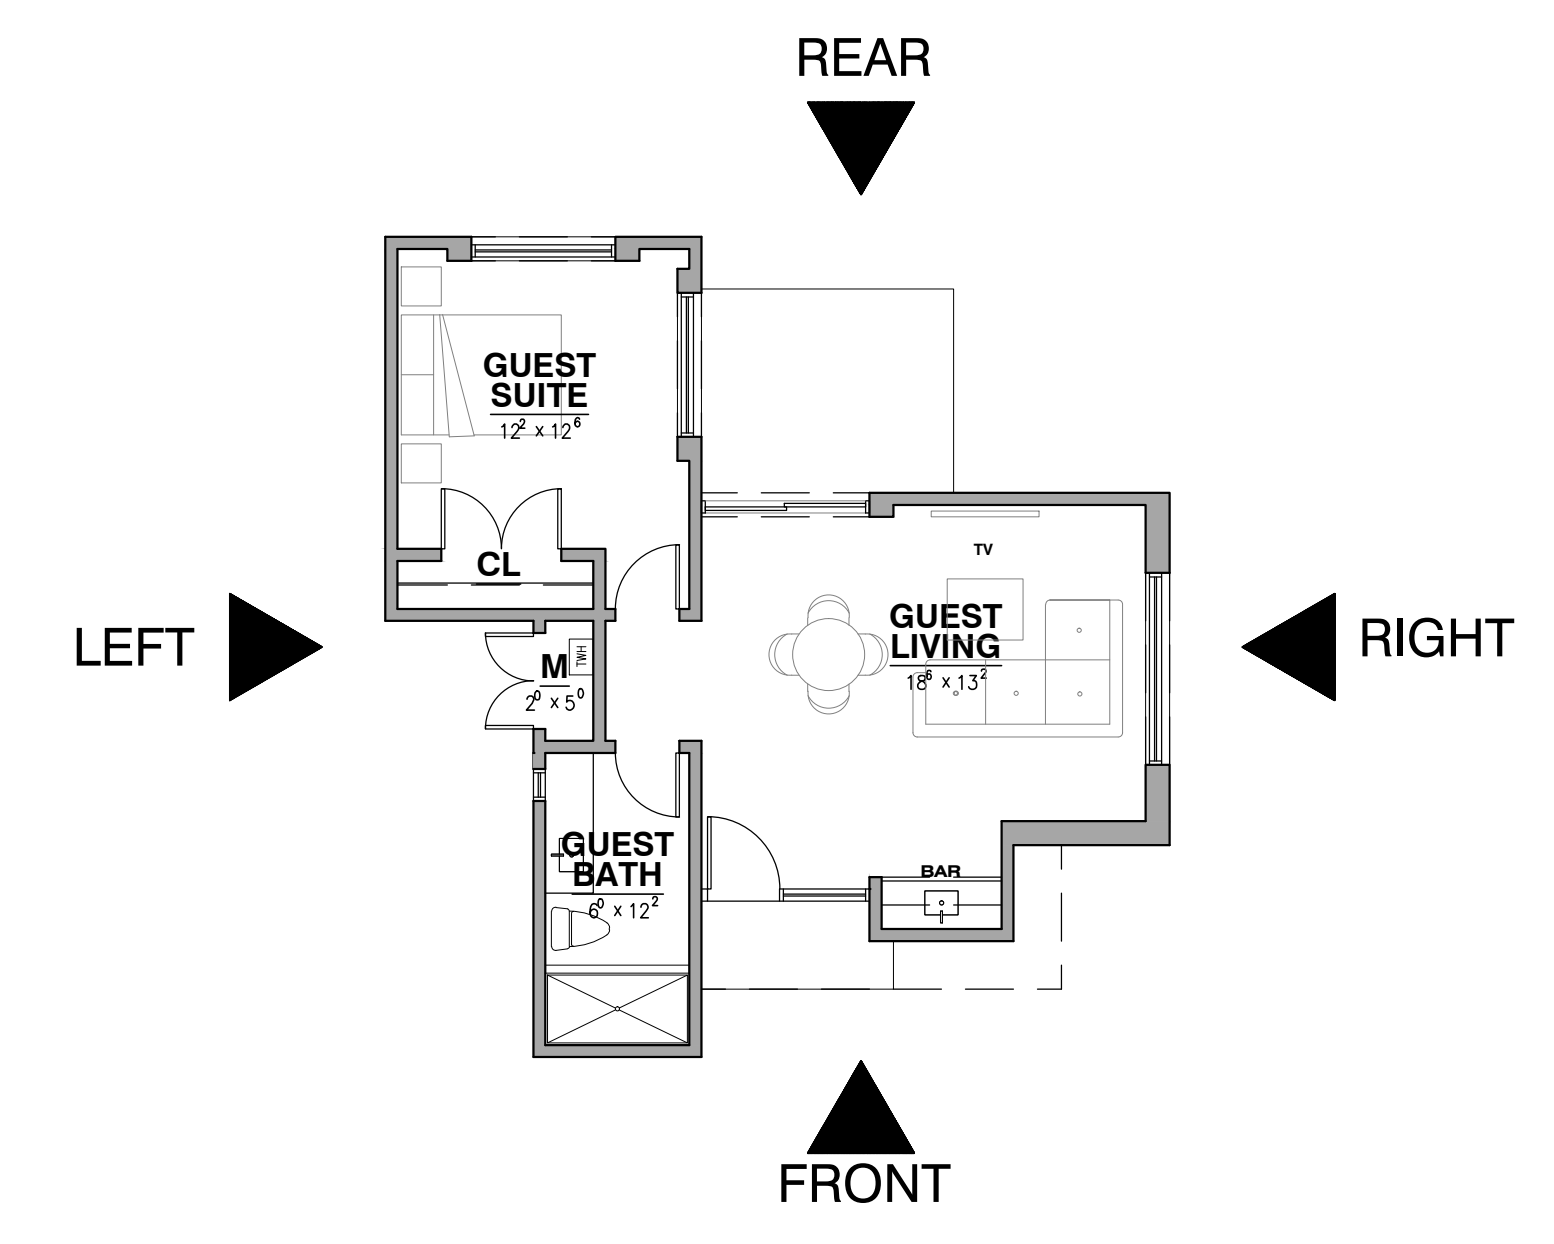 REAR
GUEST
SUITE
12² x 12⁶
CL
TV
LEFT
RIGHT
GUEST
LIVING
18⁶ x 13²
TWH
M
2⁰ x 5⁰
GUEST
BATH
6⁰ x 12²
BAR
FRONT